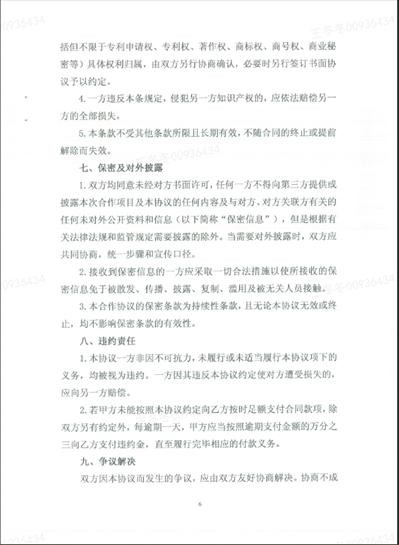 括但不限于专利申请权、专利权、著作权、商标权、商号权、商业秘
密等）具体权利归属，由双方另行协商确认，必要时另行签订书面协
议予以约定。
4.一方违反本条规定，侵犯另一方知识产权的，应依法赔偿另一
方的全部损失。
5.本条款不受其他条款所限且长期有效，不随合同的终止或提前
解除而失效。
七、保密及对外披露
1.双方均同意未经对方书面许可，任何一方不得向第三方提供或
披露本次合作项目及本协议的任何内容及与对方、对方关联方有关的
任何未对外公开资料和信息（以下简称“保密信息”），但是根据有
关法律法规和监管规定需要披露的除外。当需要对外披露时，双方应
共同协商，统一步骤和宣传口径。
2.接收到保密信息的一方应采取一切合法措施以使所接收的保
密信息免于被散发、传播、披露、复制、滥用及被无关人员接触。
3.本合作协议的保密条款为持续性条款，且无论本协议无效或终
止，均不影响保密条款的有效性。
八、违约责任
1.本协议一方非因不可抗力，未履行或未适当履行本协议项下的
义务，均被视为违约。一方因其违反本协议约定使对方遭受损失的，
应向另一方赔偿。
2.若甲方未能按照本协议约定向乙方按时足额支付合同款项，除
双方另有约定外，每逾期一天，甲方应当按照逾期支付金额的万分之
三向乙方支付违约金，直至履行完毕相应的付款义务。
九、争议解决
双方因本协议而发生的争议，应由双方友好协商解决。协商不成
6